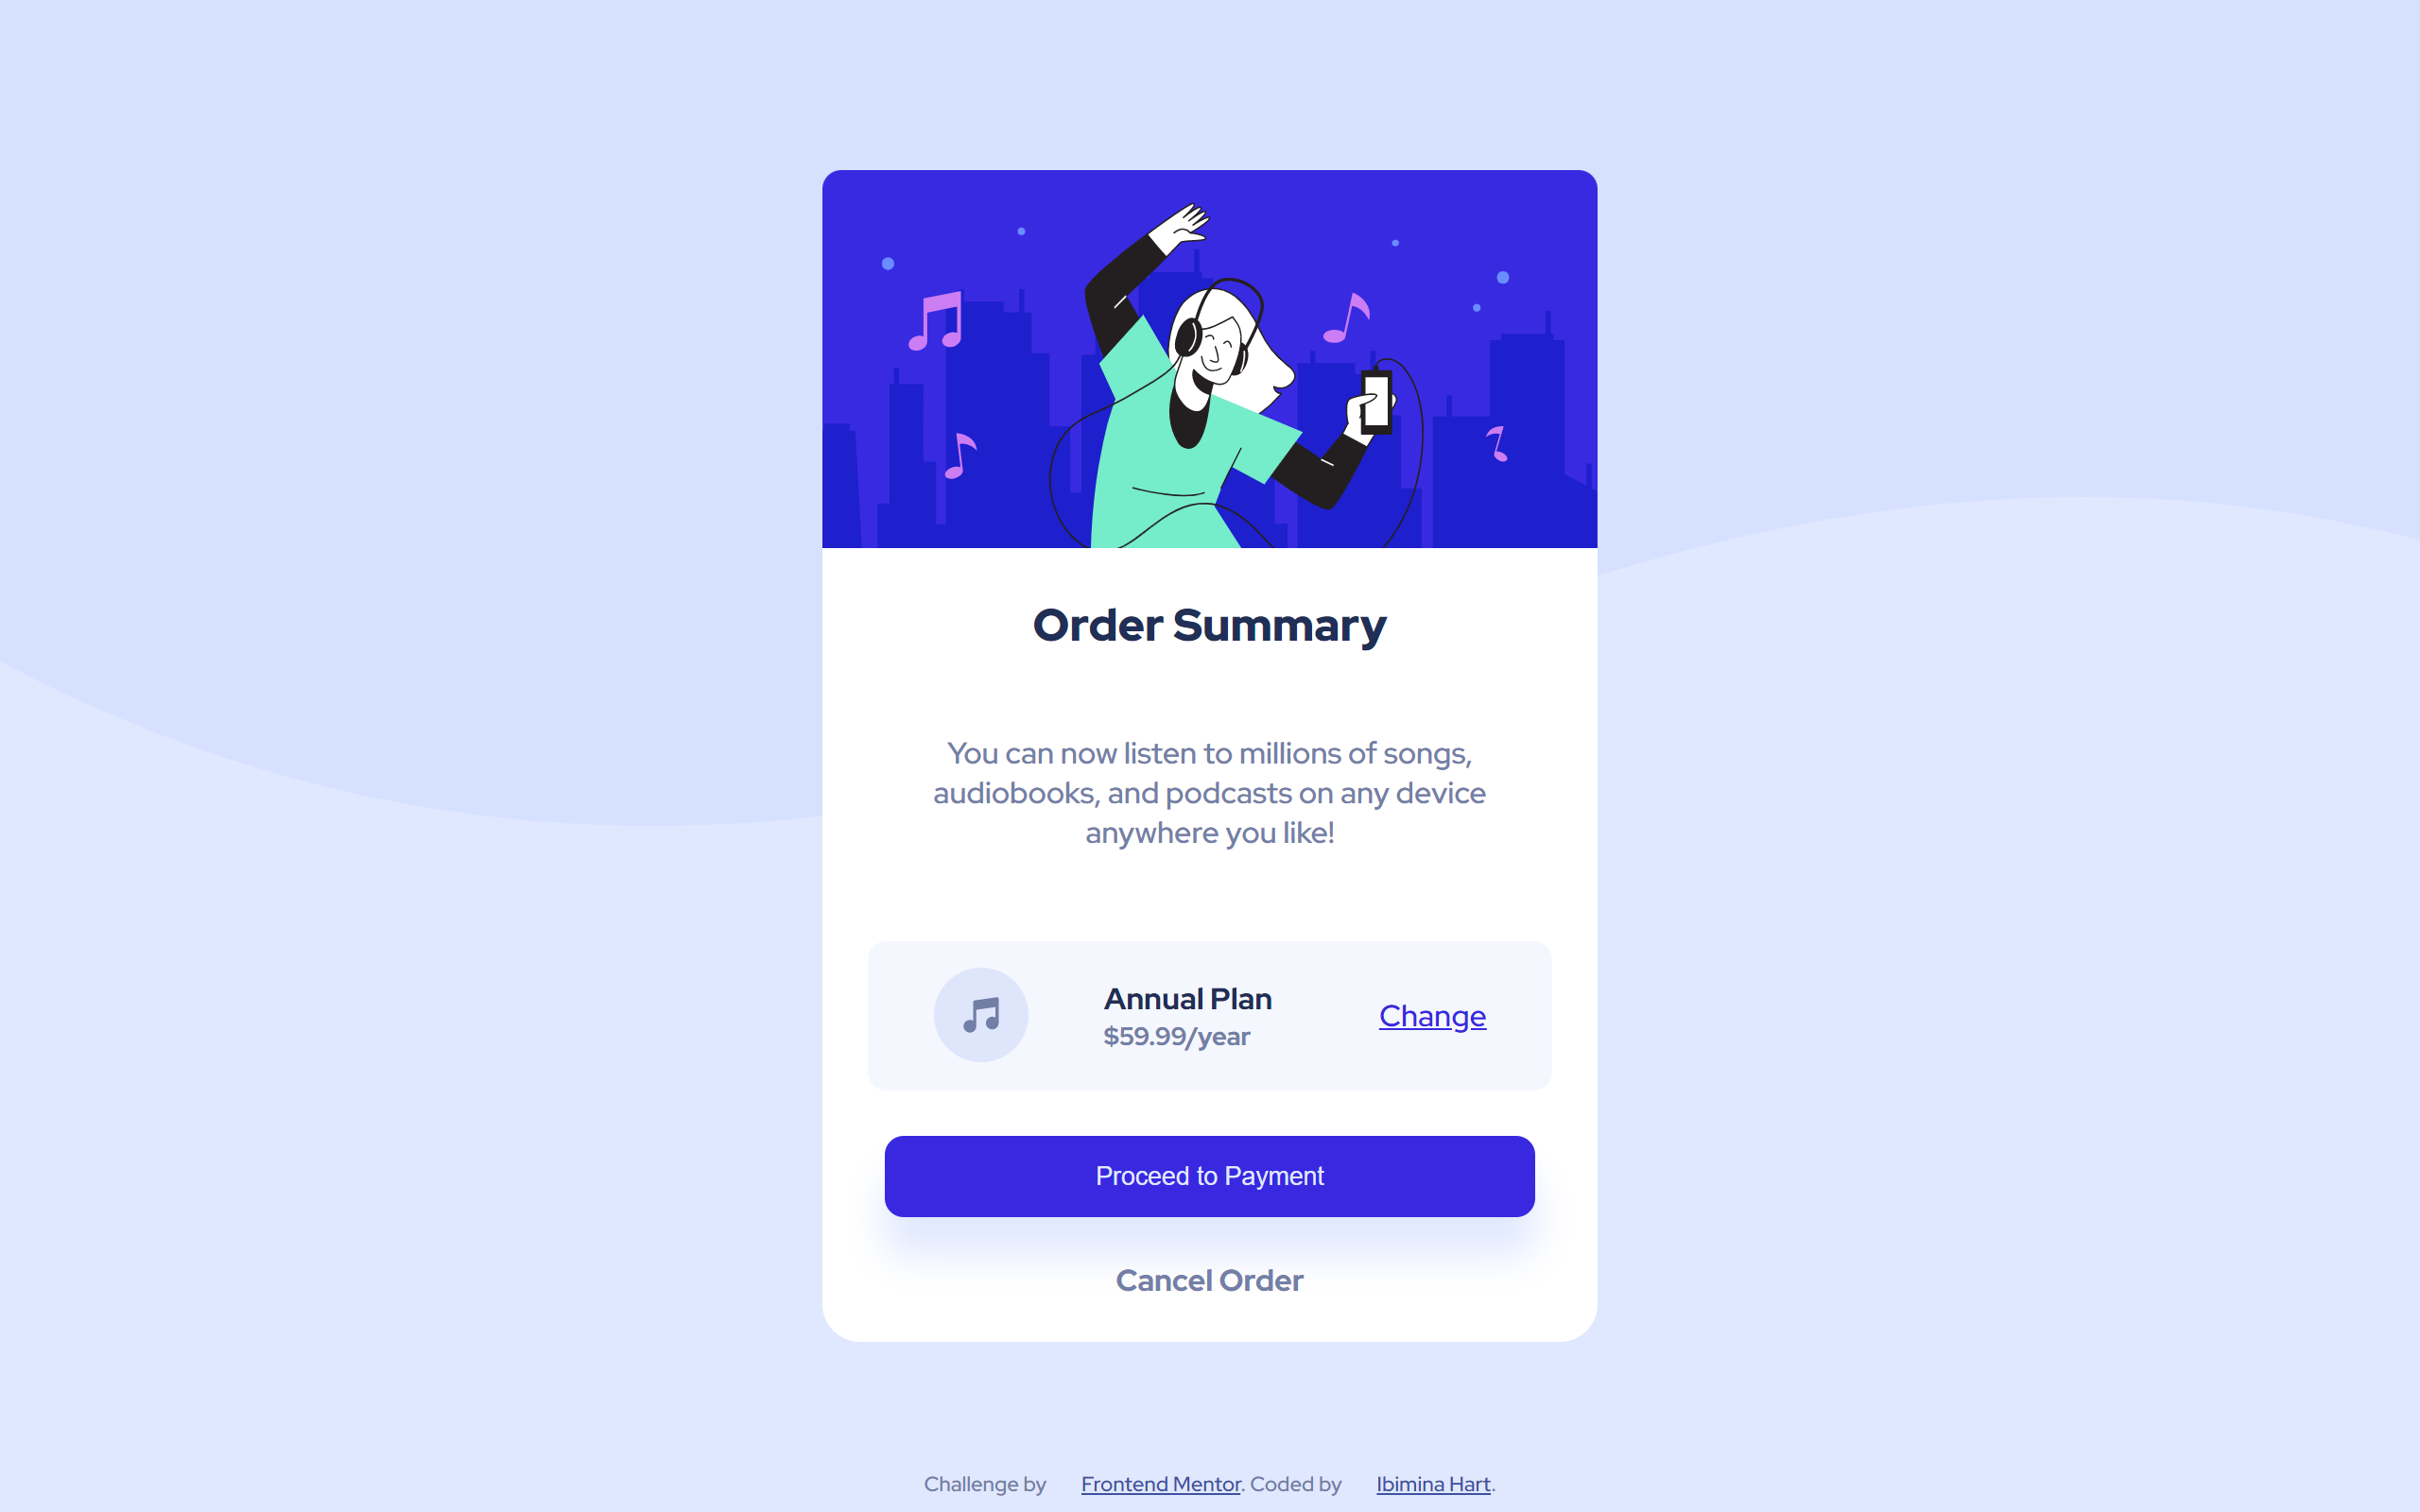 Order Summary
You can now listen to millions of songs,
audiobooks, and podcasts on any device
anywhere you like!
Annual Plan
$59.99/year
Change
Proceed to Payment
Cancel Order
Challenge by Frontend Mentor. Coded by Ibimina Hart.